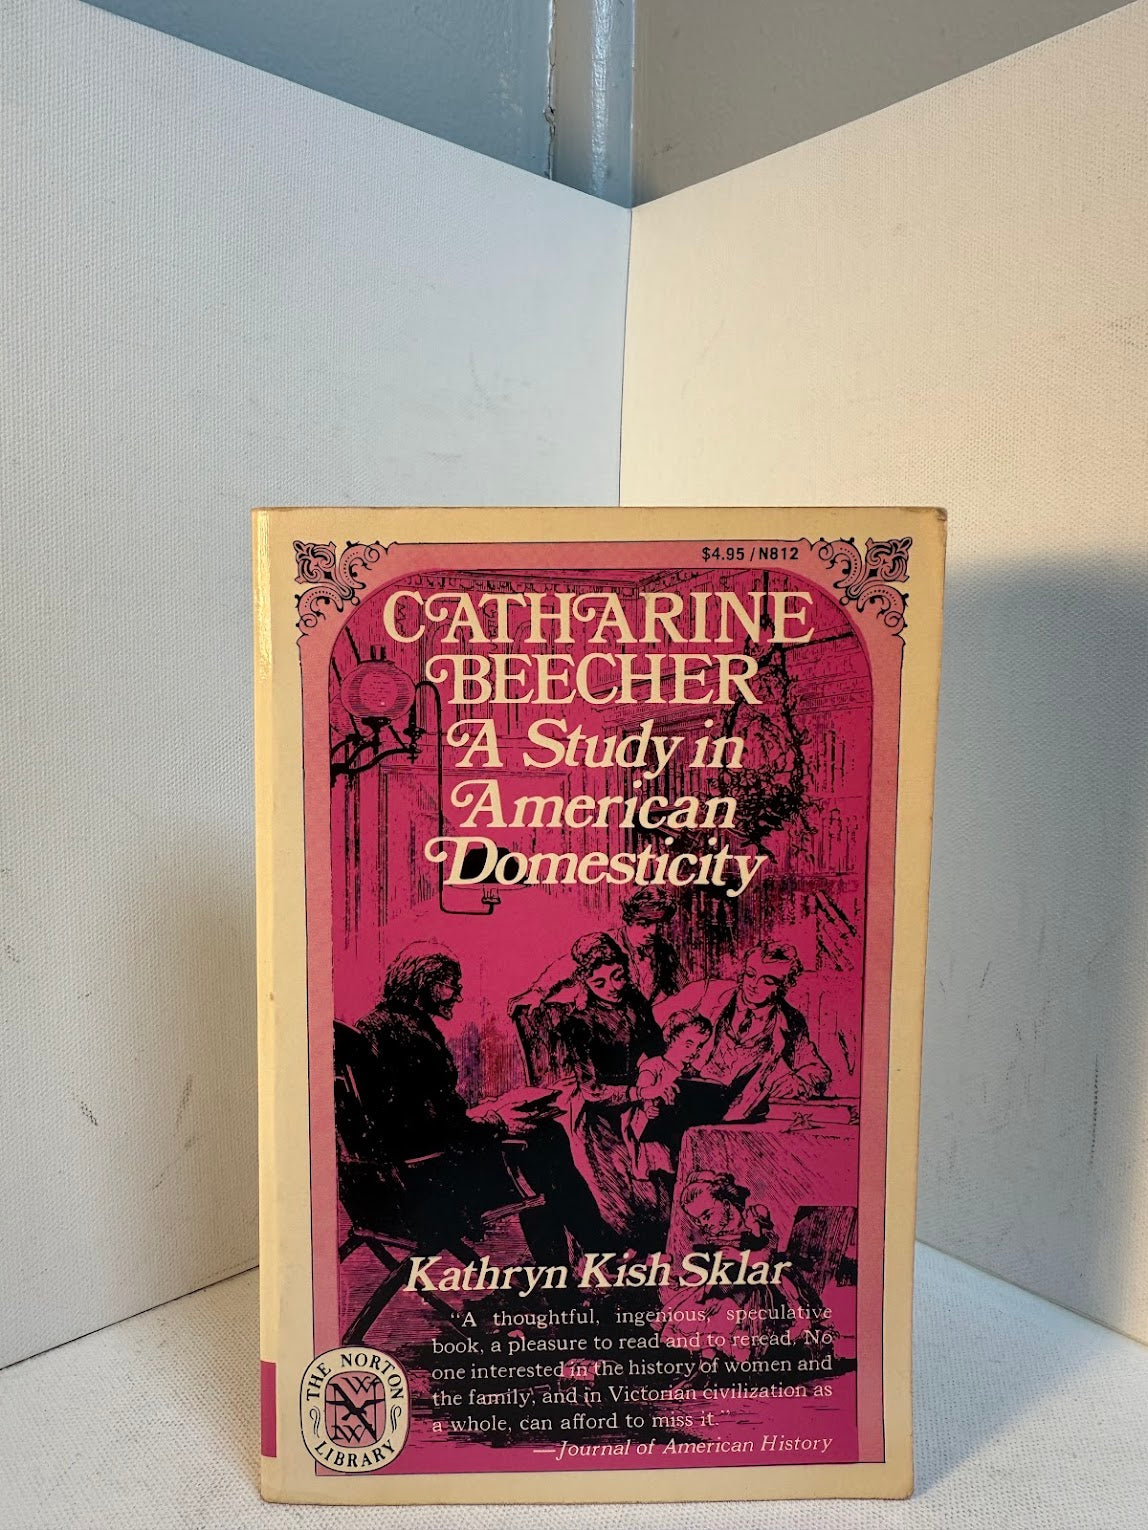 $4.95/N812
CATHARINE
BEECHER
A Study in
American
Domesticity
Kathryn Kish Sklar
"A thoughtful, ingenious, speculative
book, a pleasure to read and to reread. No
one interested in the history of women and
the family, and in Victorian civilization as
a whole, can afford to miss it."
—Journal of American History
THE NORTON
LIBRARY